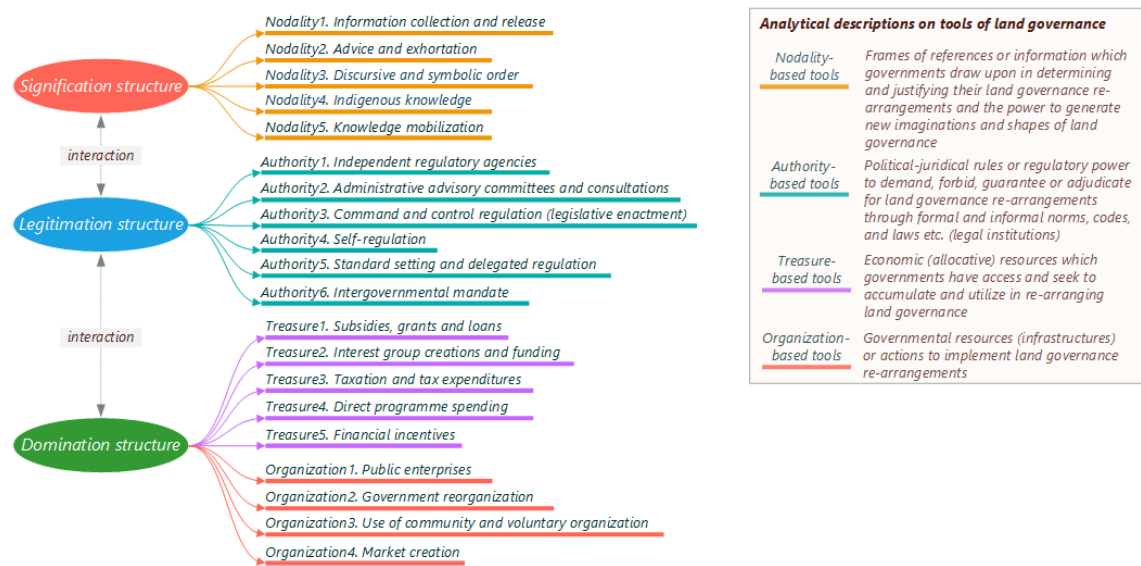 Signification structure
interaction
Legitimation structure
interaction
Domination structure
Nodality1. Information collection and release
Nodality2. Advice and exhortation
Nodality3. Discursive and symbolic order
Nodality4. Indigenous knowledge
Nodality5. Knowledge mobilization
Authority1. Independent regulatory agencies
Authority2. Administrative advisory committees and consultations
Authority3. Command and control regulation (legislative enactment)
Authority4. Self-regulation
Authority5. Standard setting and delegated regulation
Authority6. Intergovernmental mandate
Treasure1. Subsidies, grants and loans
Treasure2. Interest group creations and funding
Treasure3. Taxation and tax expenditures
Treasure4. Direct programme spending
Treasure5. Financial incentives
Organization1. Public enterprises
Organization2. Government reorganization
Organization3. Use of community and voluntary organization
Organization4. Market creation
Analytical descriptions on tools of land governance
Nodality-
based tools
Frames of references or information which
governments draw upon in determining
and justifying their land governance re-
arrangements and the power to generate
new imaginations and shapes of land
governance
Authority-
based tools
Political-juridical rules or regulatory power
to demand, forbid, guarantee or adjudicate
for land governance re-arrangements
through formal and informal norms, codes,
and laws etc. (legal institutions)
Treasure-
based tools
Economic (allocative) resources which
governments have access and seek to
accumulate and utilize in re-arranging
land governance
Organization-
based tools
Governmental resources (infrastructures)
or actions to implement land governance
re-arrangements